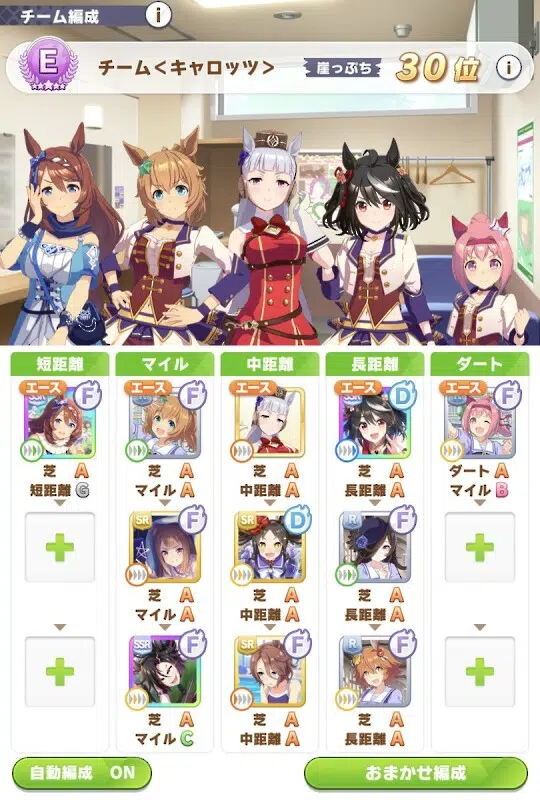 チーム編成 i
E チーム<キャロッツ> 崖っぷち 30位 i
短距離 マイル 中距離 長距離 ダート
エース エース エース エース エース
SSR F F D F
芝 A 芝 A 芝 A 芝 A ダート A
短距離 G マイル A 中距離 A 長距離 A マイル B
SR F SR D R F
芝 A 芝 A 芝 A
マイル A 中距離 A 長距離 A
SSR F SR F R F
芝 A 芝 A 芝 A
マイル C 中距離 A 長距離 A
自動編成 ON おまかせ編成